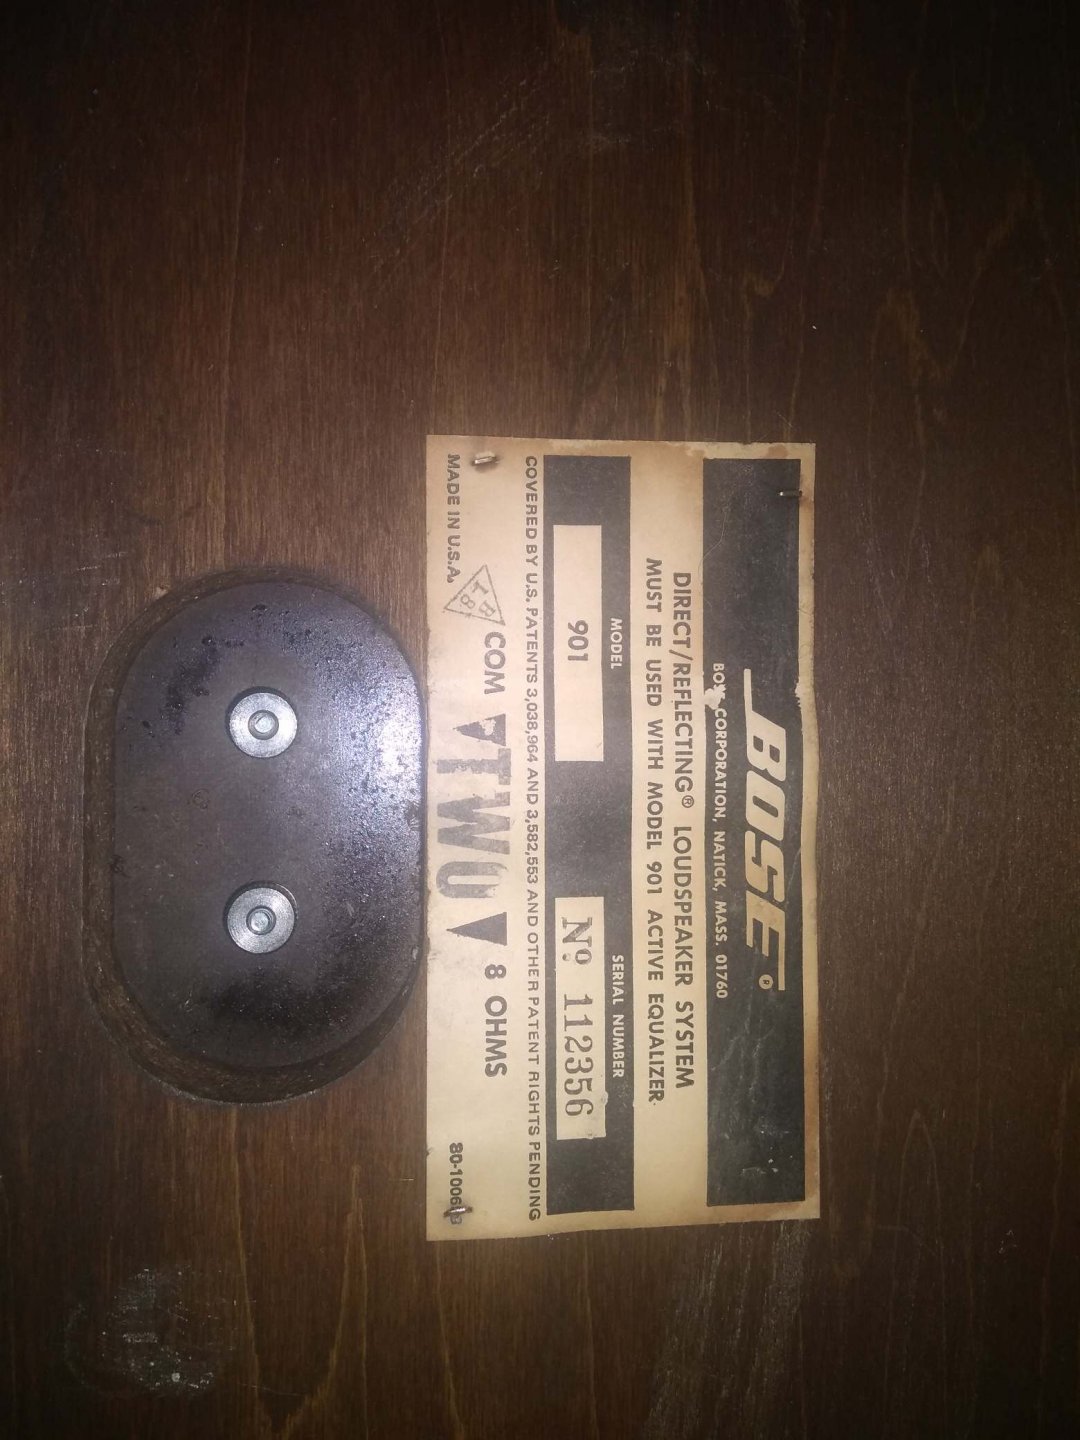 BOSE®
CORPORATION, NATICK, MASS. 01760
DIRECT/REFLECTING® LOUDSPEAKER SYSTEM
MUST BE USED WITH MODEL 901 ACTIVE EQUALIZER
MODEL
901
SERIAL NUMBER
Nº 112356
COVERED BY U.S. PATENTS 3,038,964 AND 3,582,553 AND OTHER PATENT RIGHTS PENDING
COM TWO 8 OHMS
MADE IN U.S.A.